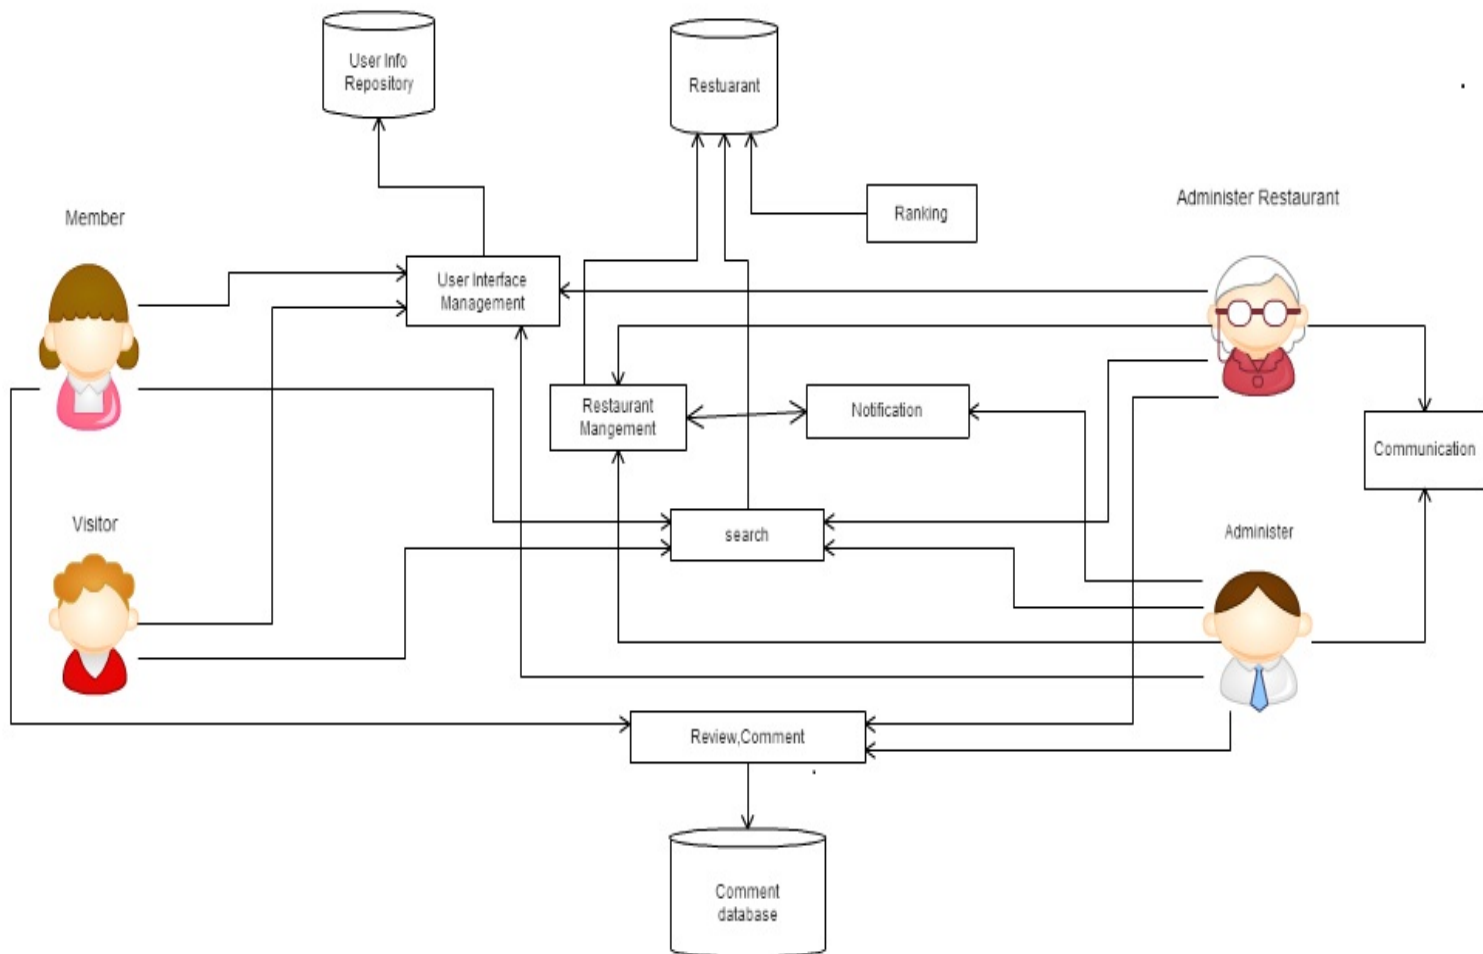 User Info
Repository
Restuarant
Member
Ranking
Administer Restaurant
User Interface
Management
Restaurant
Mangement
Notification
Communication
Visitor
search
Administer
Review,Comment
Comment
database